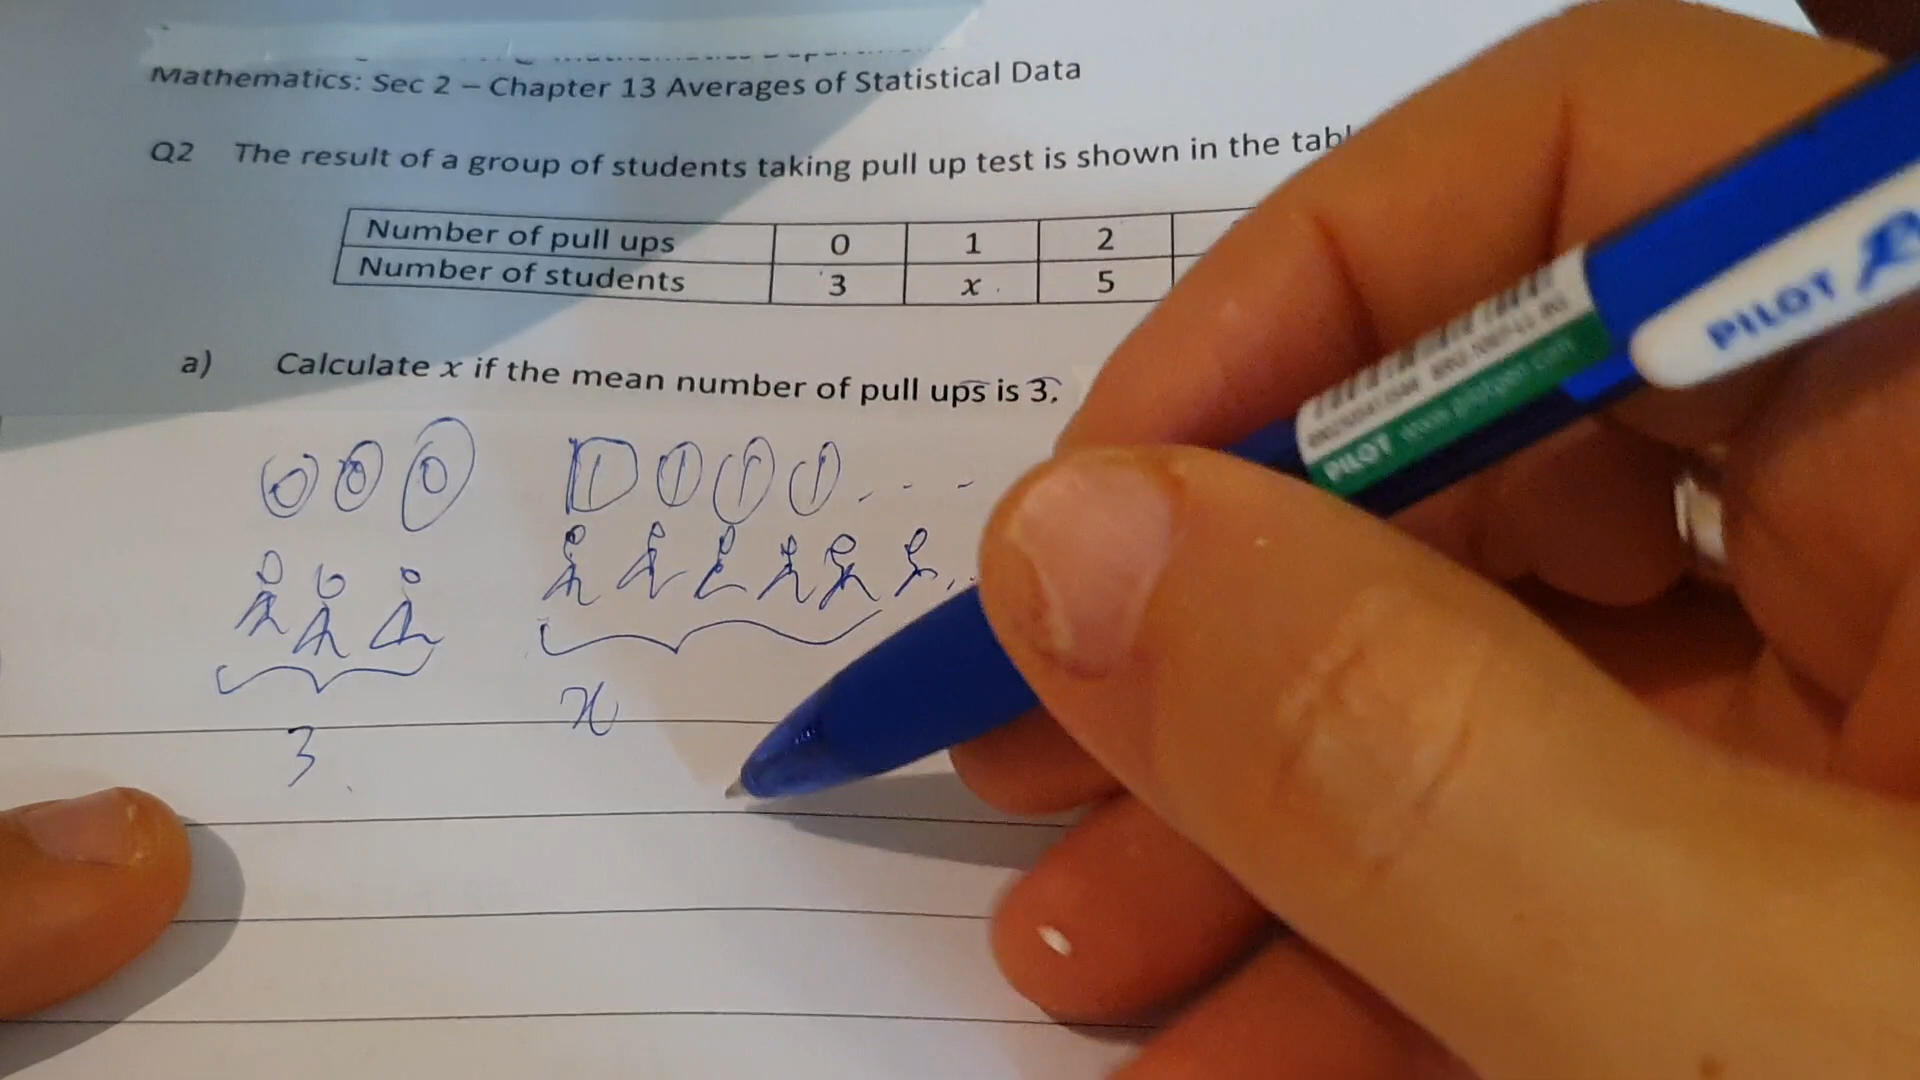 Mathematics: Sec 2 – Chapter 13 Averages of Statistical Data
Q2 The result of a group of students taking pull up test is shown in the
Number of pull ups 0 1 2
Number of students 3 x 5
a) Calculate x if the mean number of pull ups is 3.
0 0 0 1 1 1 1 . . .
3 x
PILOT
PILOT